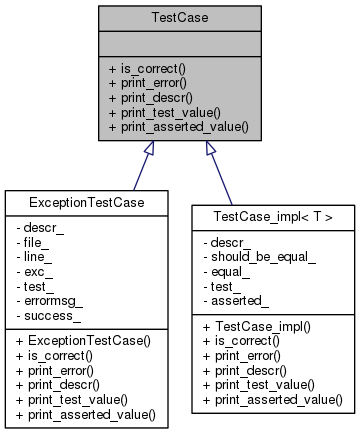 TestCase
+ is_correct()
+ print_error()
+ print_descr()
+ print_test_value()
+ print_asserted_value()
ExceptionTestCase
- descr_
- file_
- line_
- exc_
- test_
- errormsg_
- success_
+ ExceptionTestCase()
+ is_correct()
+ print_error()
+ print_descr()
+ print_test_value()
+ print_asserted_value()
TestCase_impl< T >
- descr_
- should_be_equal_
- equal_
- test_
- asserted_
+ TestCase_impl()
+ is_correct()
+ print_error()
+ print_descr()
+ print_test_value()
+ print_asserted_value()